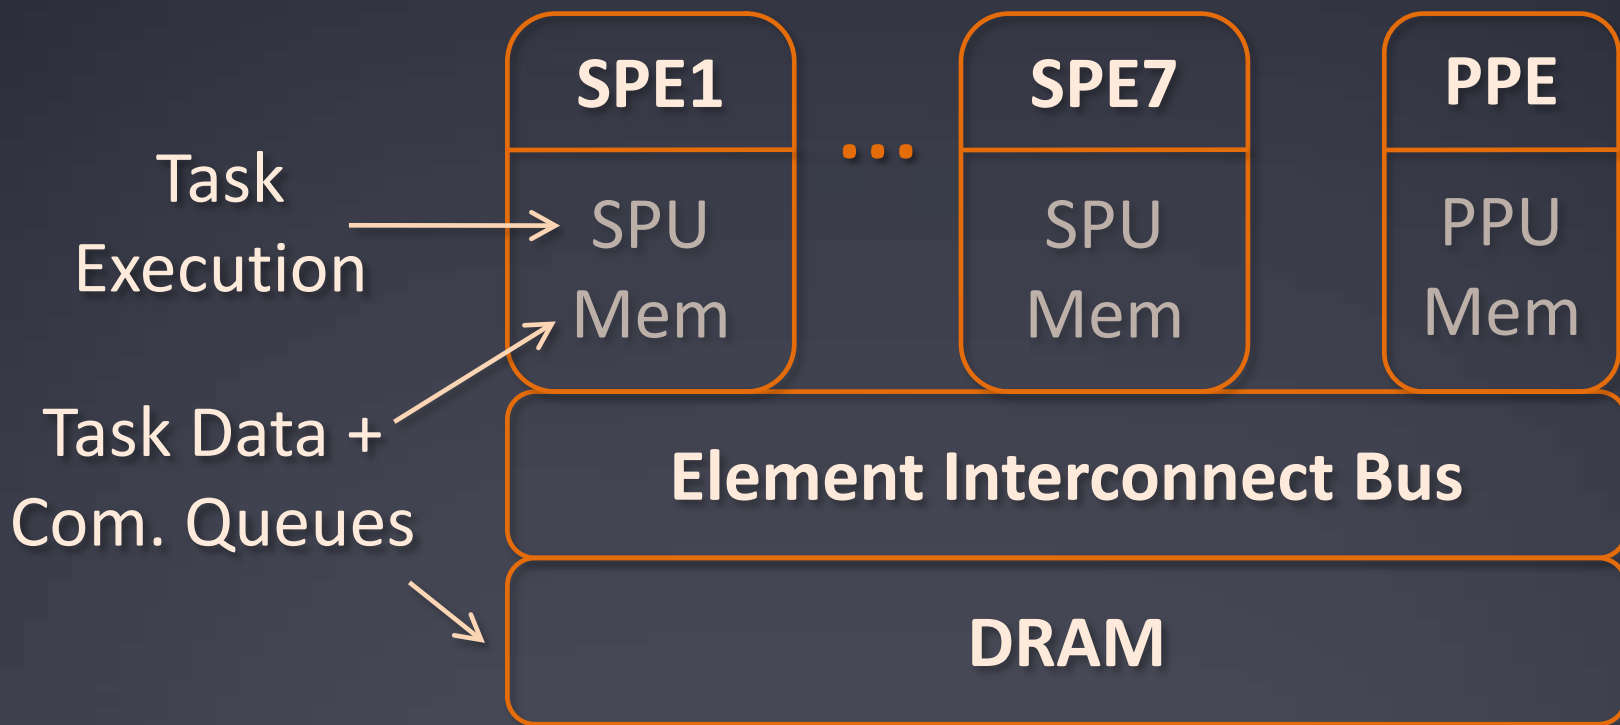 SPE1
SPE7
PPE
...
Task
Execution
SPU
Mem
SPU
Mem
PPU
Mem
Task Data +
Com. Queues
Element Interconnect Bus
DRAM